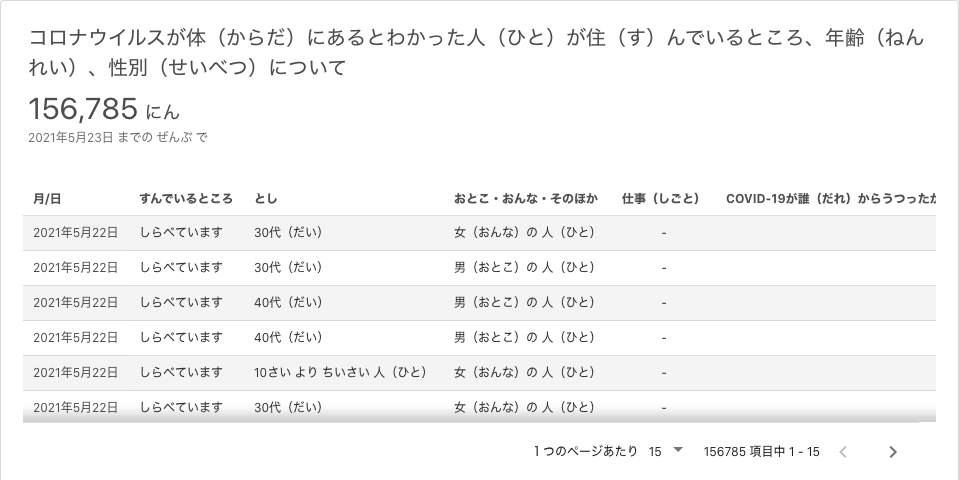 コロナウイルスが体（からだ）にあるとわかった人（ひと）が住（す）んでいるところ、年齢（ねん
れい）、性別（せいべつ）について
156,785 にん
2021年5月23日 までの ぜんぶ で
月/日 すんでいるところ とし おとこ・おんな・そのほか 仕事（しごと） COVID-19が誰（だれ）からうつったか
2021年5月22日 しらべています 30代（だい） 女（おんな）の 人（ひと） -
2021年5月22日 しらべています 30代（だい） 男（おとこ）の 人（ひと） -
2021年5月22日 しらべています 40代（だい） 男（おとこ）の 人（ひと） -
2021年5月22日 しらべています 40代（だい） 男（おとこ）の 人（ひと） -
2021年5月22日 しらべています 10さい より ちいさい 人（ひと） 女（おんな）の 人（ひと） -
2021年5月22日 しらべています 30代（だい） 女（おんな）の 人（ひと） -
1 つのページあたり 15 156785 項目中 1 - 15